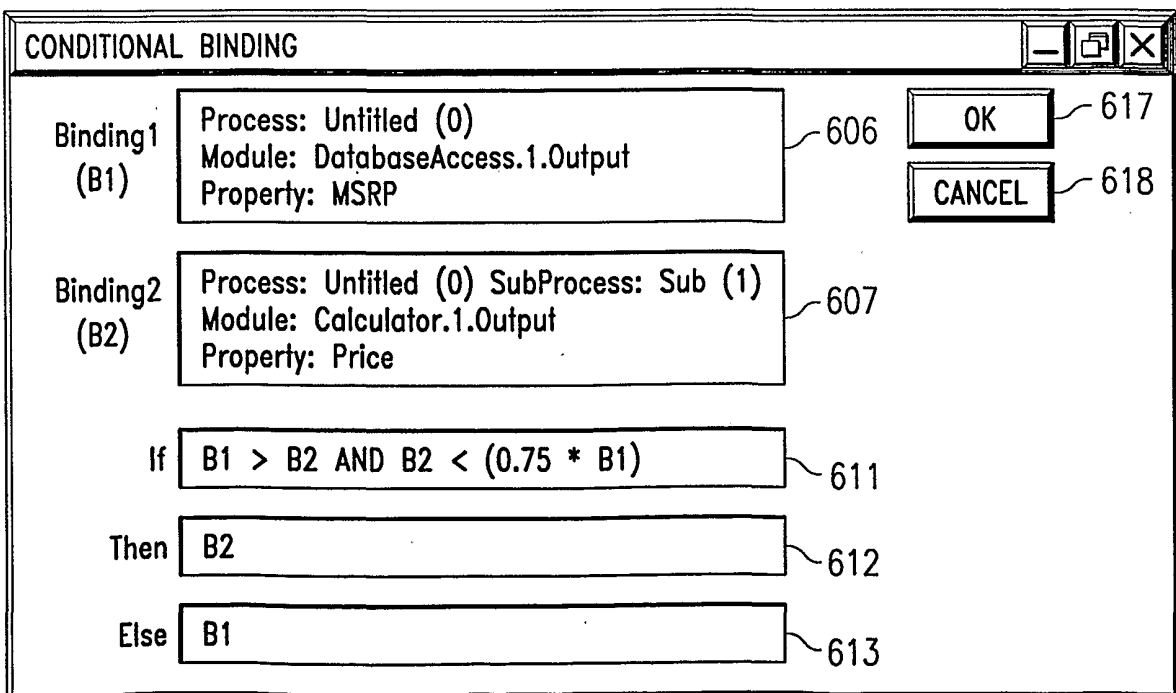 CONDITIONAL BINDING
Binding1
(B1)
Process: Untitled (0)
Module: DatabaseAccess.1.Output
Property: MSRP
606
OK
617
CANCEL
618
Binding2
(B2)
Process: Untitled (0) SubProcess: Sub (1)
Module: Calculator.1.Output
Property: Price
607
If
B1 > B2 AND B2 < (0.75 * B1)
611
Then
B2
612
Else
B1
613